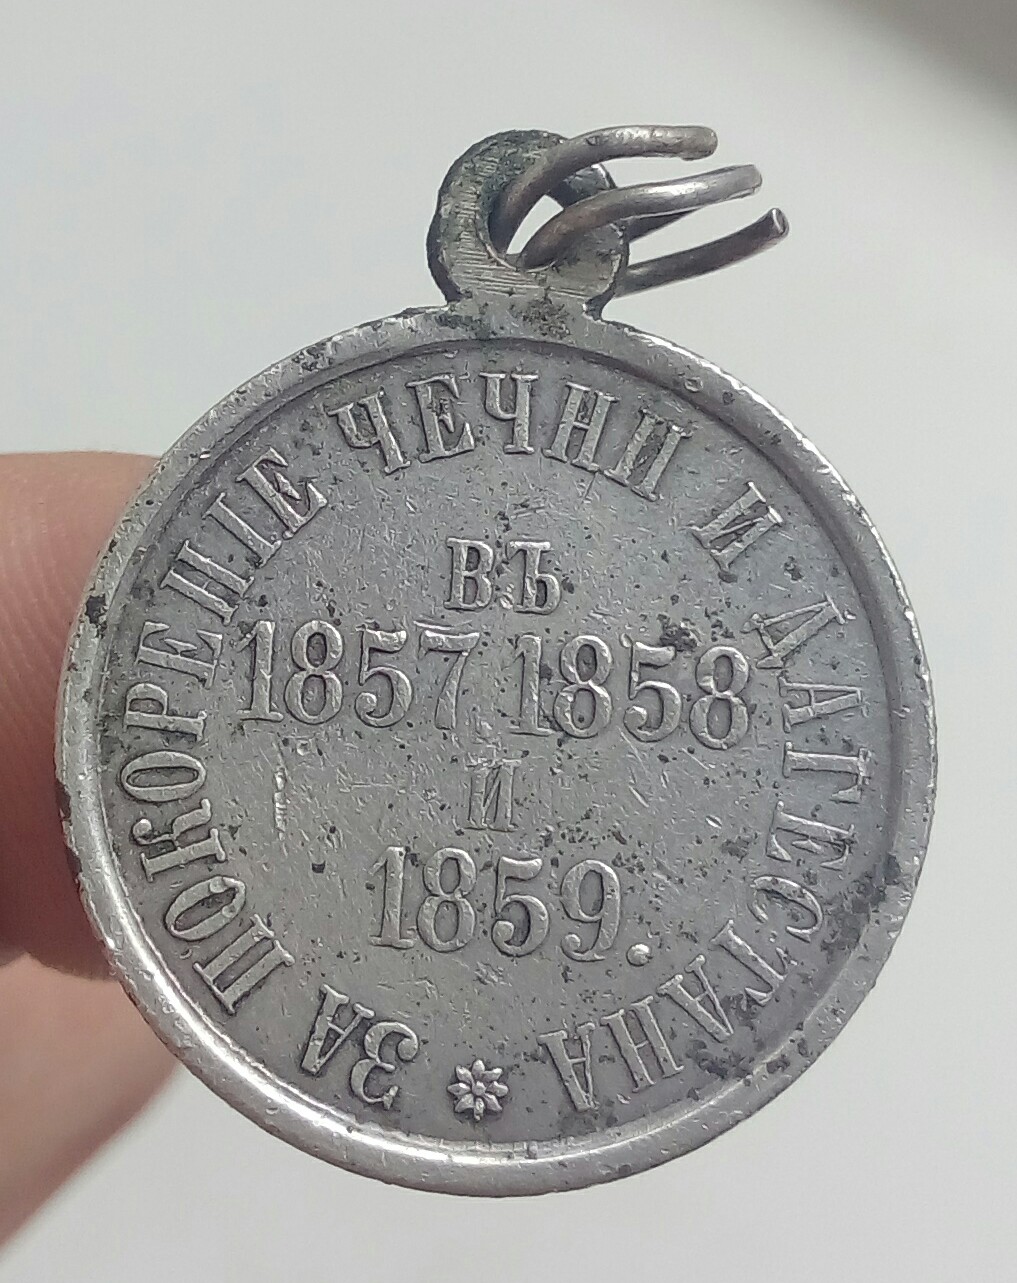 ЗА ПОКОРЕНІЕ ЧЕЧНИ И ДАГЕСТАНА
ВЪ
1857 1858
И
1859.